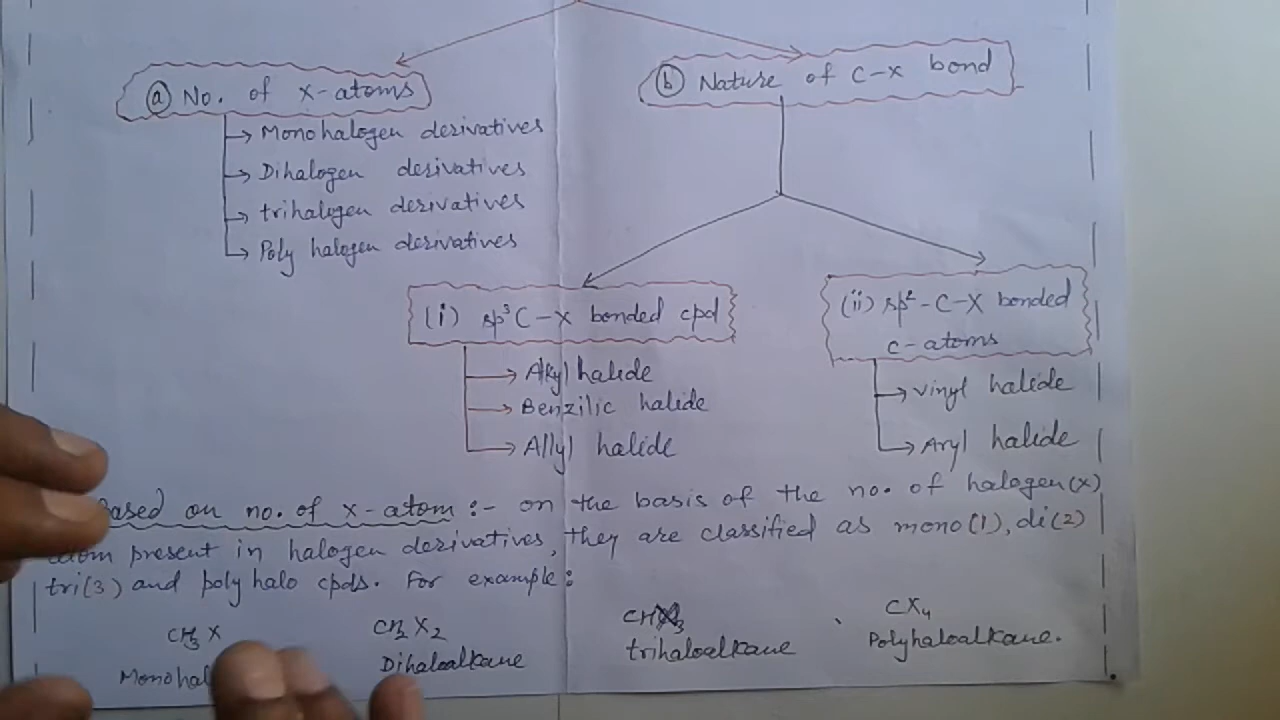 (a) No. of X-atoms
Monohalogen derivatives
Dihalogen derivatives
trihalogen derivatives
Poly halogen derivatives
(b) Nature of C-X bond
(i) sp³C-X bonded cpd
Alkyl halide
Benzilic halide
Allyl halide
(ii) sp²-C-X bonded
c-atoms
Vinyl halide
Aryl halide
Based on no. of X-atom :- on the basis of the no. of halogen(x)
atom present in halogen derivatives, they are classified as mono(1), di(2)
tri(3) and poly halo cpds. For example:
CH₃X
CH₂X₂
Dihaloalkane
trihaloalkane
CX₄
Polyhaloalkane.